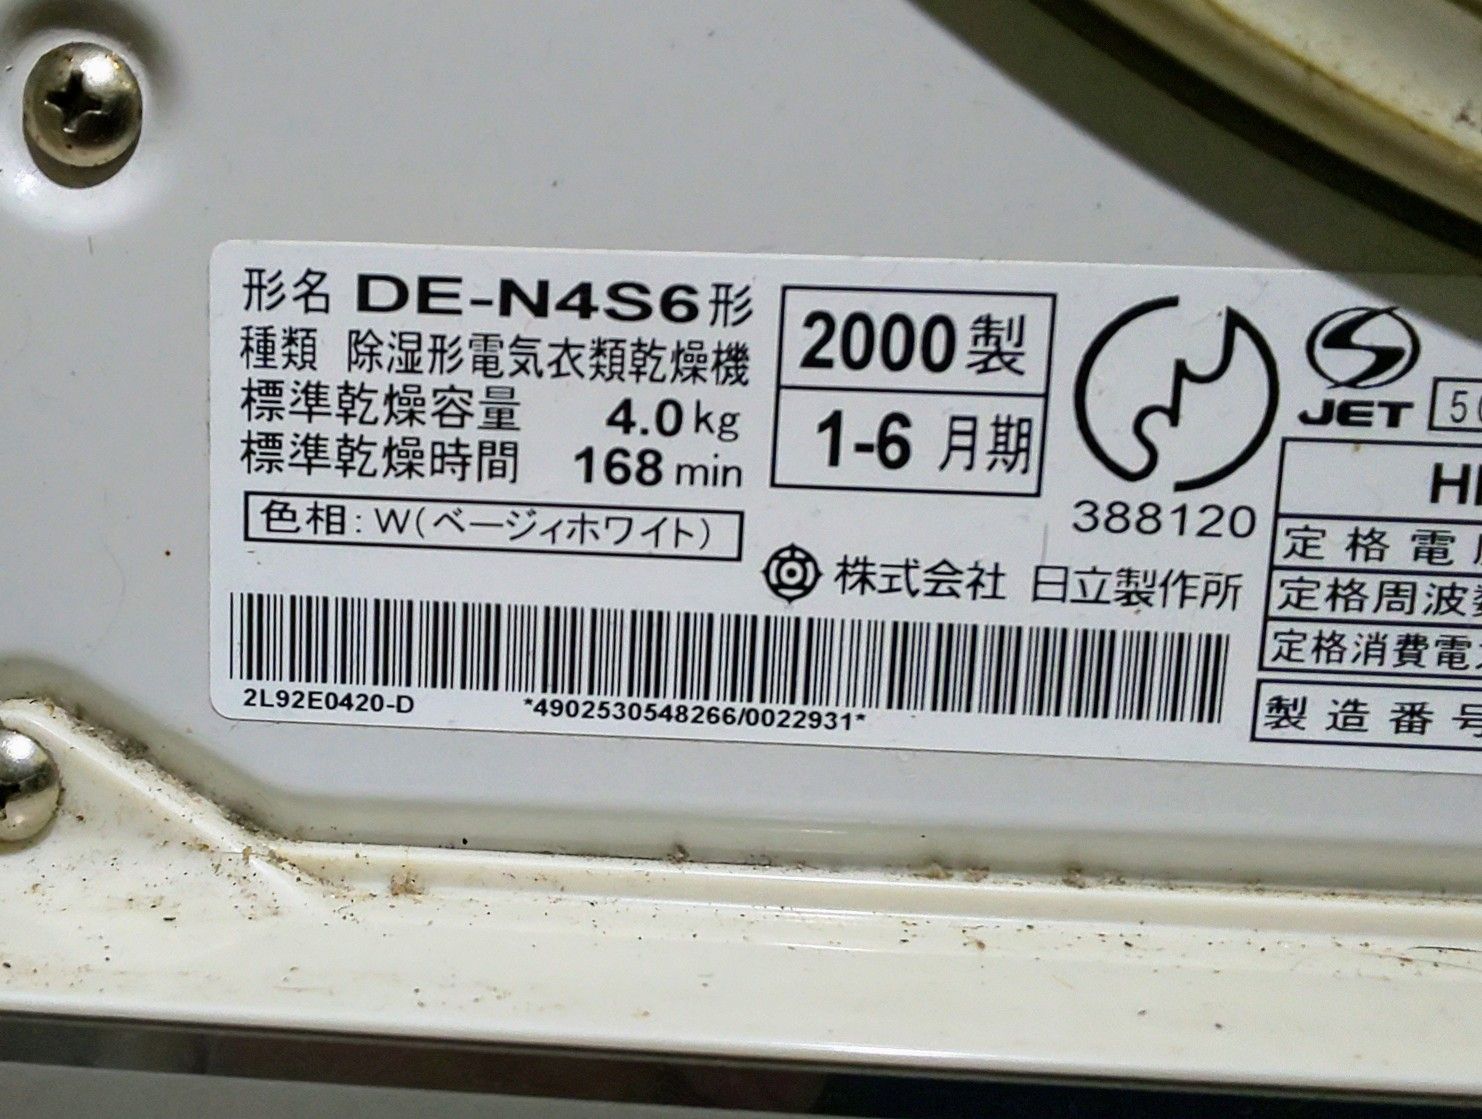 形名 DE-N4S6形
種類 除湿形電気衣類乾燥機
標準乾燥容量 4.0kg
標準乾燥時間 168min
色相:W(ベージィホワイト)
2000製
1-6月期
388120
株式会社 日立製作所
2L92E0420-D *4902530548266/0022931*
JET
定格電
定格周波
定格消費電
製造番号